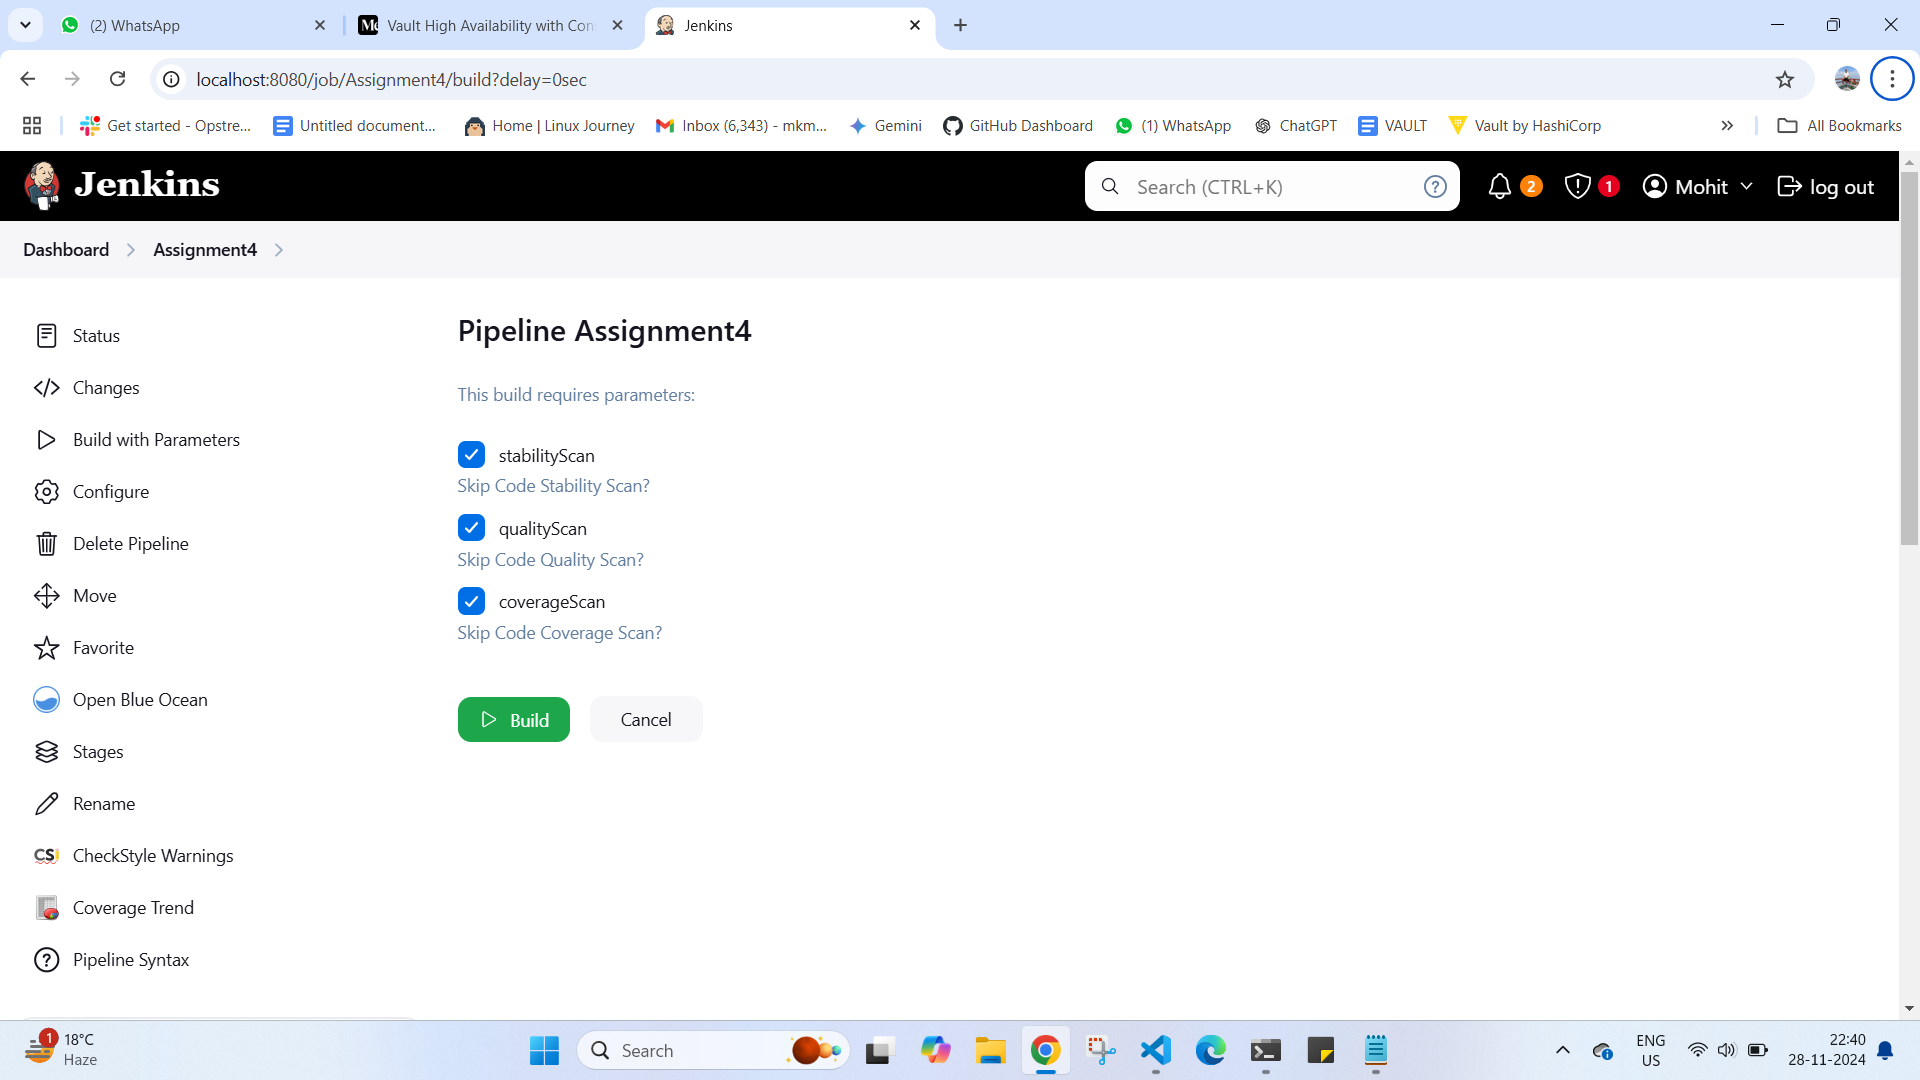 (2) WhatsApp
Vault High Availability with Con
Jenkins
localhost:8080/job/Assignment4/build?delay=0sec
Get started - Opstre...
Untitled document...
Home | Linux Journey
Inbox (6,343) - mkm...
Gemini
GitHub Dashboard
(1) WhatsApp
ChatGPT
VAULT
Vault by HashiCorp
All Bookmarks
Jenkins
Search (CTRL+K)
2
1
Mohit
log out
Dashboard
Assignment4
Status
Changes
Build with Parameters
Configure
Delete Pipeline
Move
Favorite
Open Blue Ocean
Stages
Rename
CheckStyle Warnings
Coverage Trend
Pipeline Syntax
Pipeline Assignment4
This build requires parameters:
stabilityScan
Skip Code Stability Scan?
qualityScan
Skip Code Quality Scan?
coverageScan
Skip Code Coverage Scan?
Build
Cancel
1
18°C
Haze
Search
ENG
US
22:40
28-11-2024